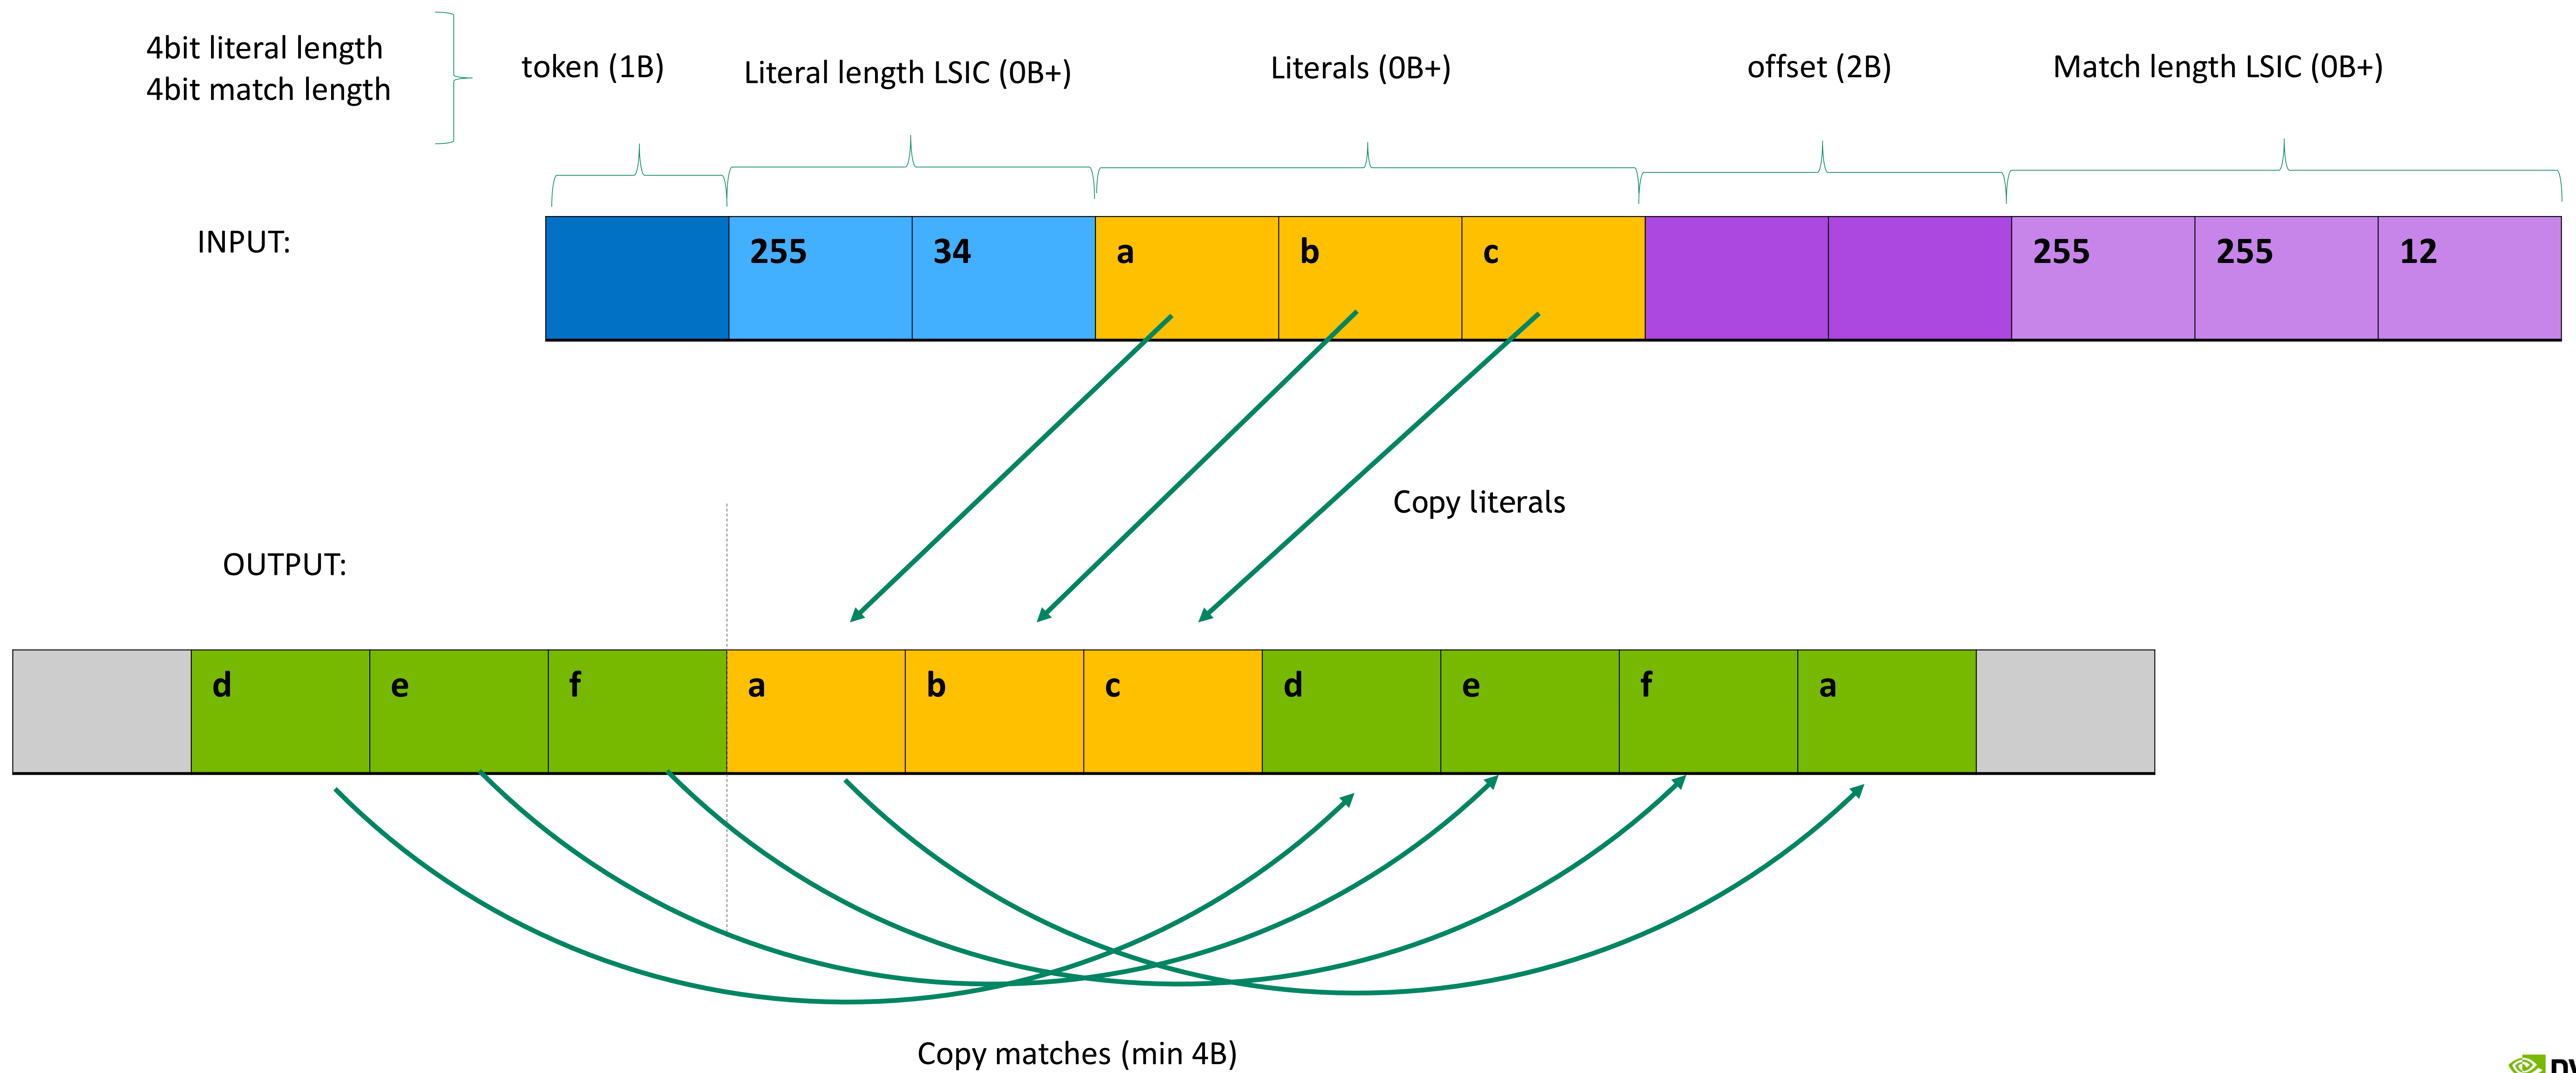 4bit literal length
4bit match length
token (1B)
Literal length LSIC (0B+)
Literals (0B+)
offset (2B)
Match length LSIC (0B+)
INPUT:
255 34 a b c 255 255 12
Copy literals
OUTPUT:
d e f a b c d e f a
Copy matches (min 4B)